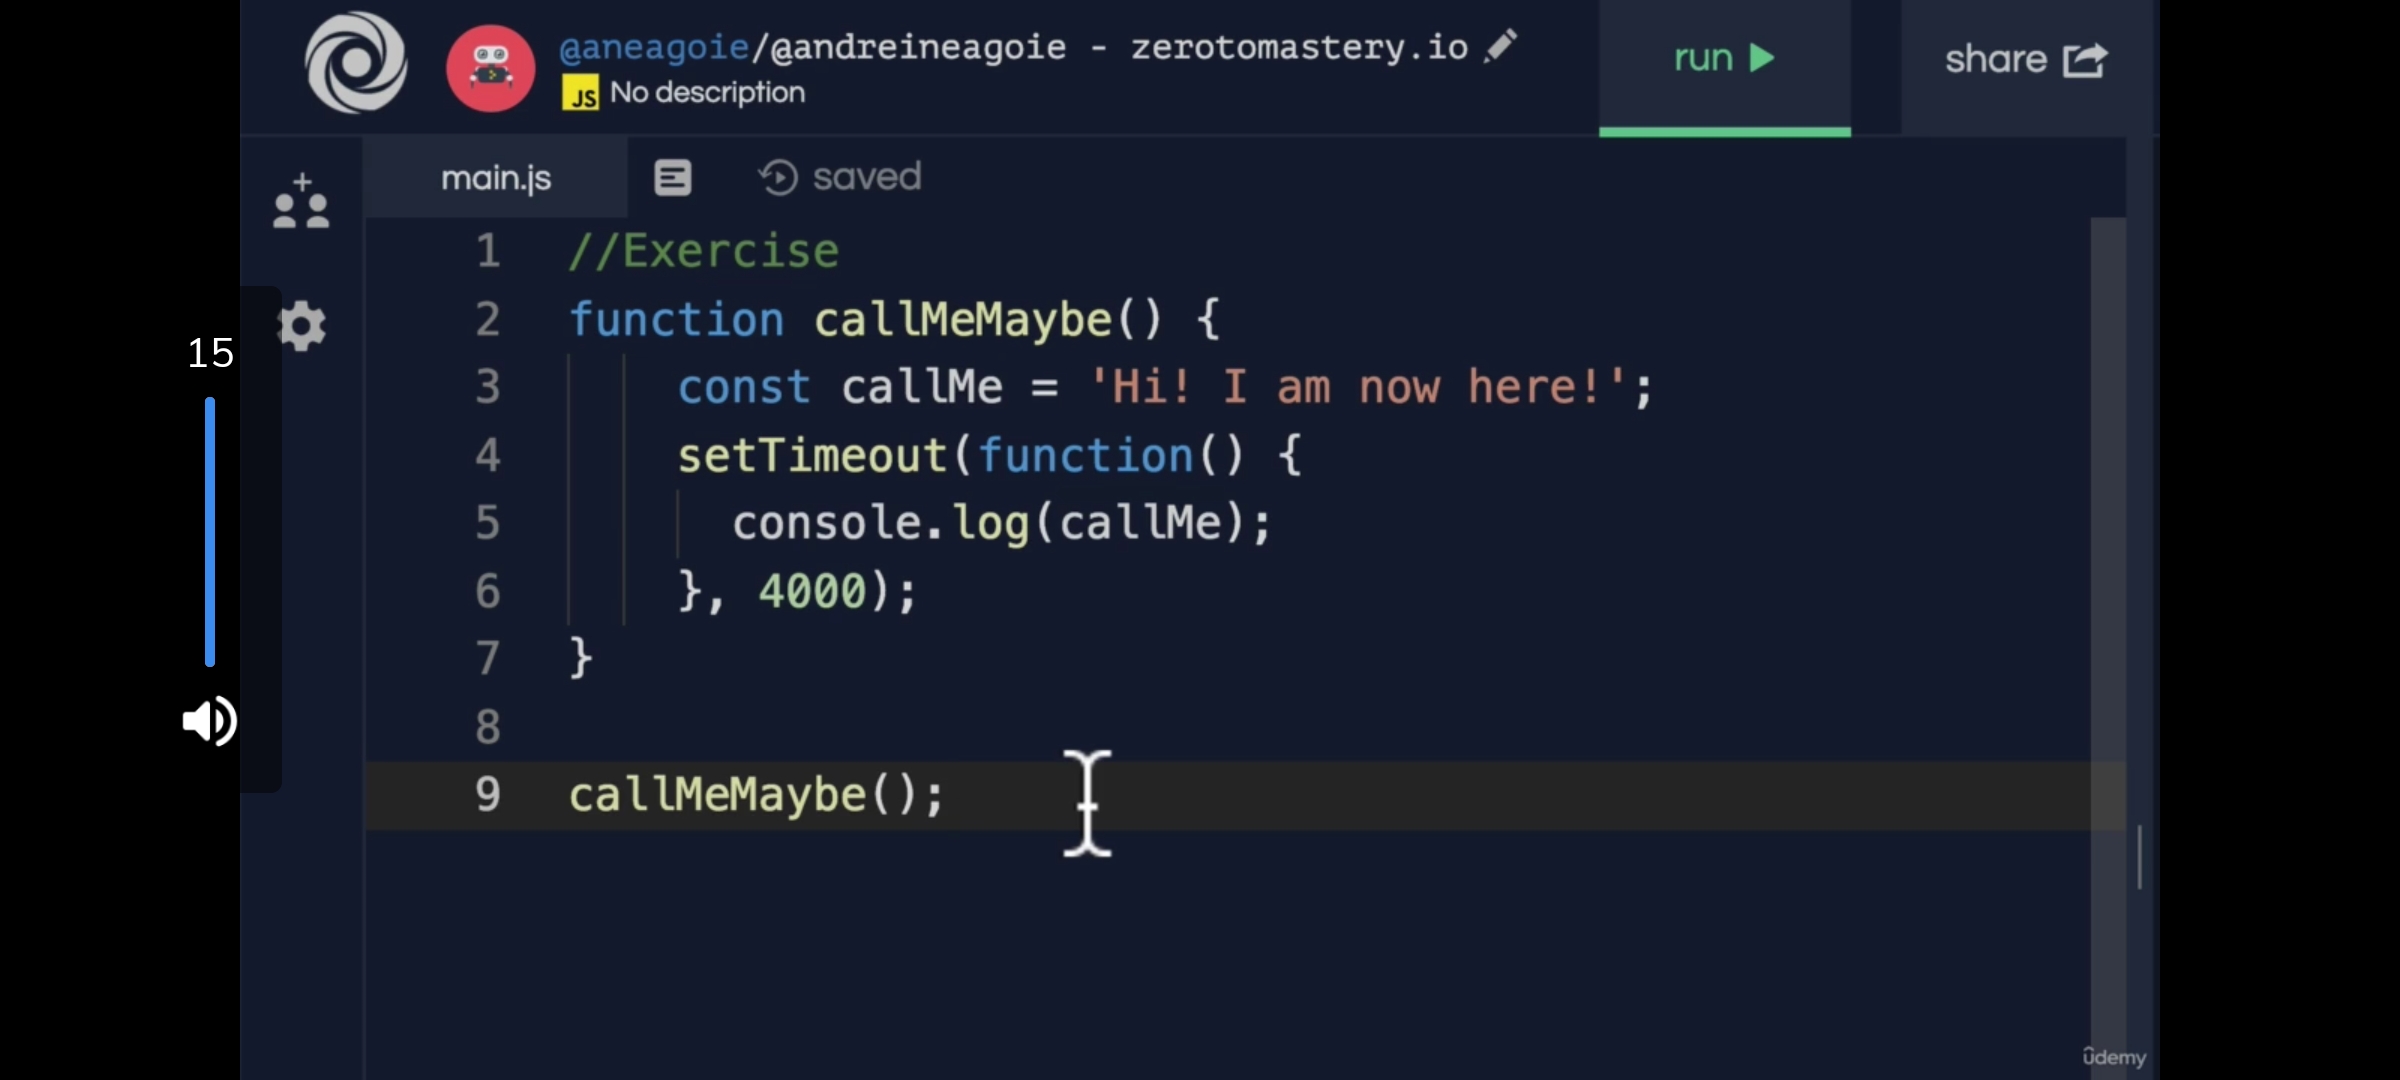 @aneagoie/@andreineagoie - zerotomastery.io
JS No description
run
share
main.js
saved
1 //Exercise
2 function callMeMaybe() {
3 const callMe = 'Hi! I am now here!';
4 setTimeout(function() {
5 console.log(callMe);
6 }, 4000);
7 }
8
9 callMeMaybe();
15
ûdemy